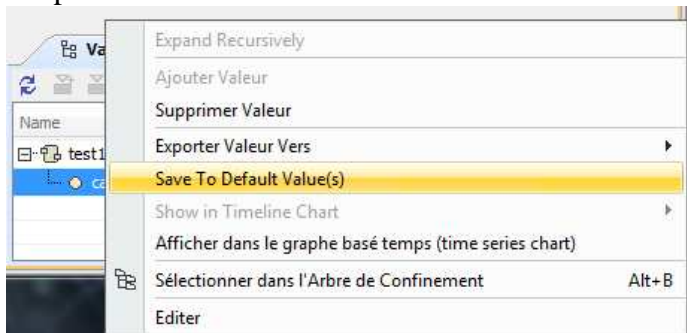 Va
Name
test1
ca
Expand Recursively
Ajouter Valeur
Supprimer Valeur
Exporter Valeur Vers
Save To Default Value(s)
Show in Timeline Chart
Afficher dans le graphe basé temps (time series chart)
Sélectionner dans l'Arbre de Confinement Alt+B
Editer